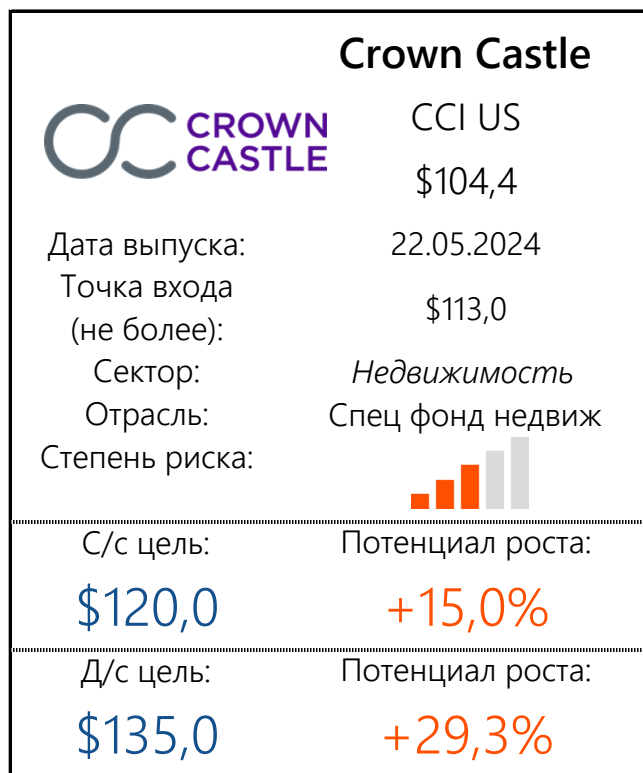 Crown Castle
CROWN
CASTLE
CCI US
$104,4
Дата выпуска: 22.05.2024
Точка входа
(не более): $113,0
Сектор: Недвижимость
Отрасль: Спец фонд недвиж
Степень риска:
С/с цель: Потенциал роста:
$120,0 +15,0%
Д/с цель: Потенциал роста:
$135,0 +29,3%